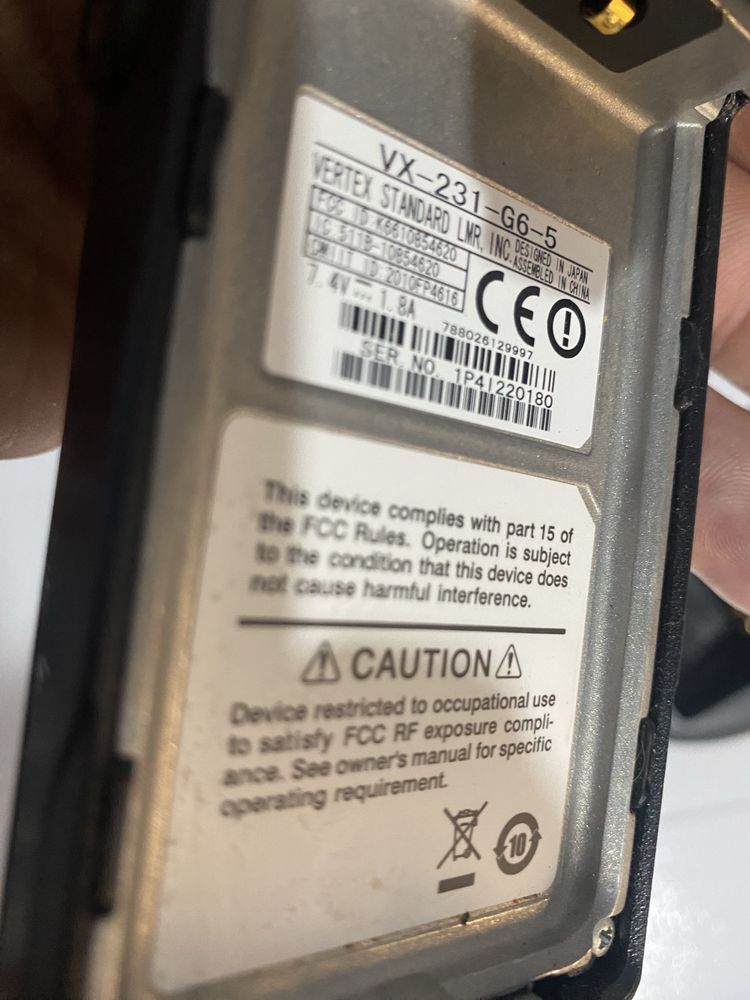 VX-231-G6-5
VERTEX STANDARD LMR, INC.
DESIGNED IN JAPAN
ASSEMBLED IN CHINA
FCC ID:K6610854620
IC:511B-10854620
CMIIT ID:2010FP4616
7.4V⎓ 1.8A
CE
788026129997
SER. NO. 1P4I220180
This device complies with part 15 of
the FCC Rules. Operation is subject
to the condition that this device does
not cause harmful interference.
CAUTION
Device restricted to occupational use
to satisfy FCC RF exposure compli-
ance. See owner's manual for specific
operating requirement.
10